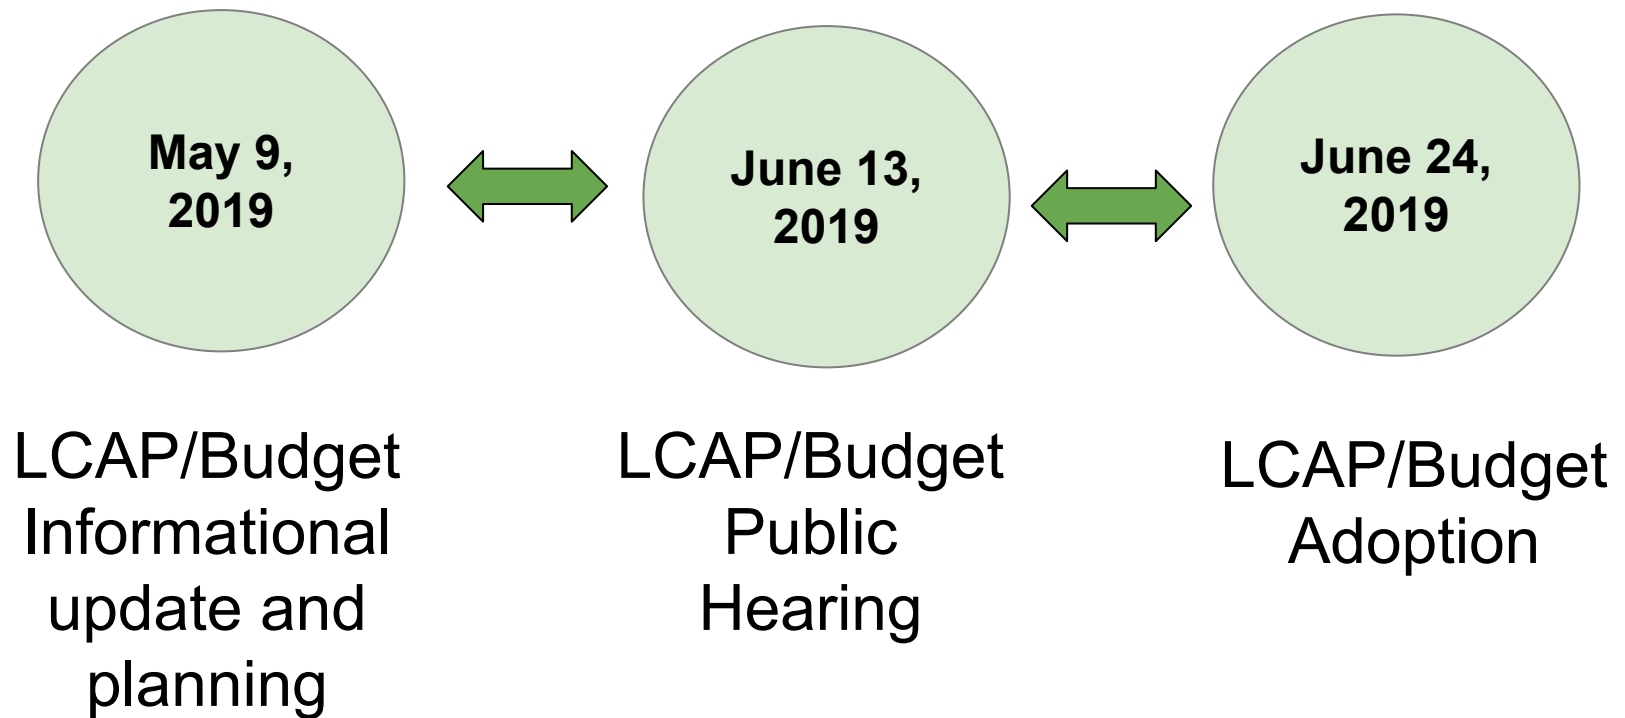 May 9,
2019
LCAP/Budget
Informational
update and
planning
June 13,
2019
LCAP/Budget
Public
Hearing
June 24,
2019
LCAP/Budget
Adoption